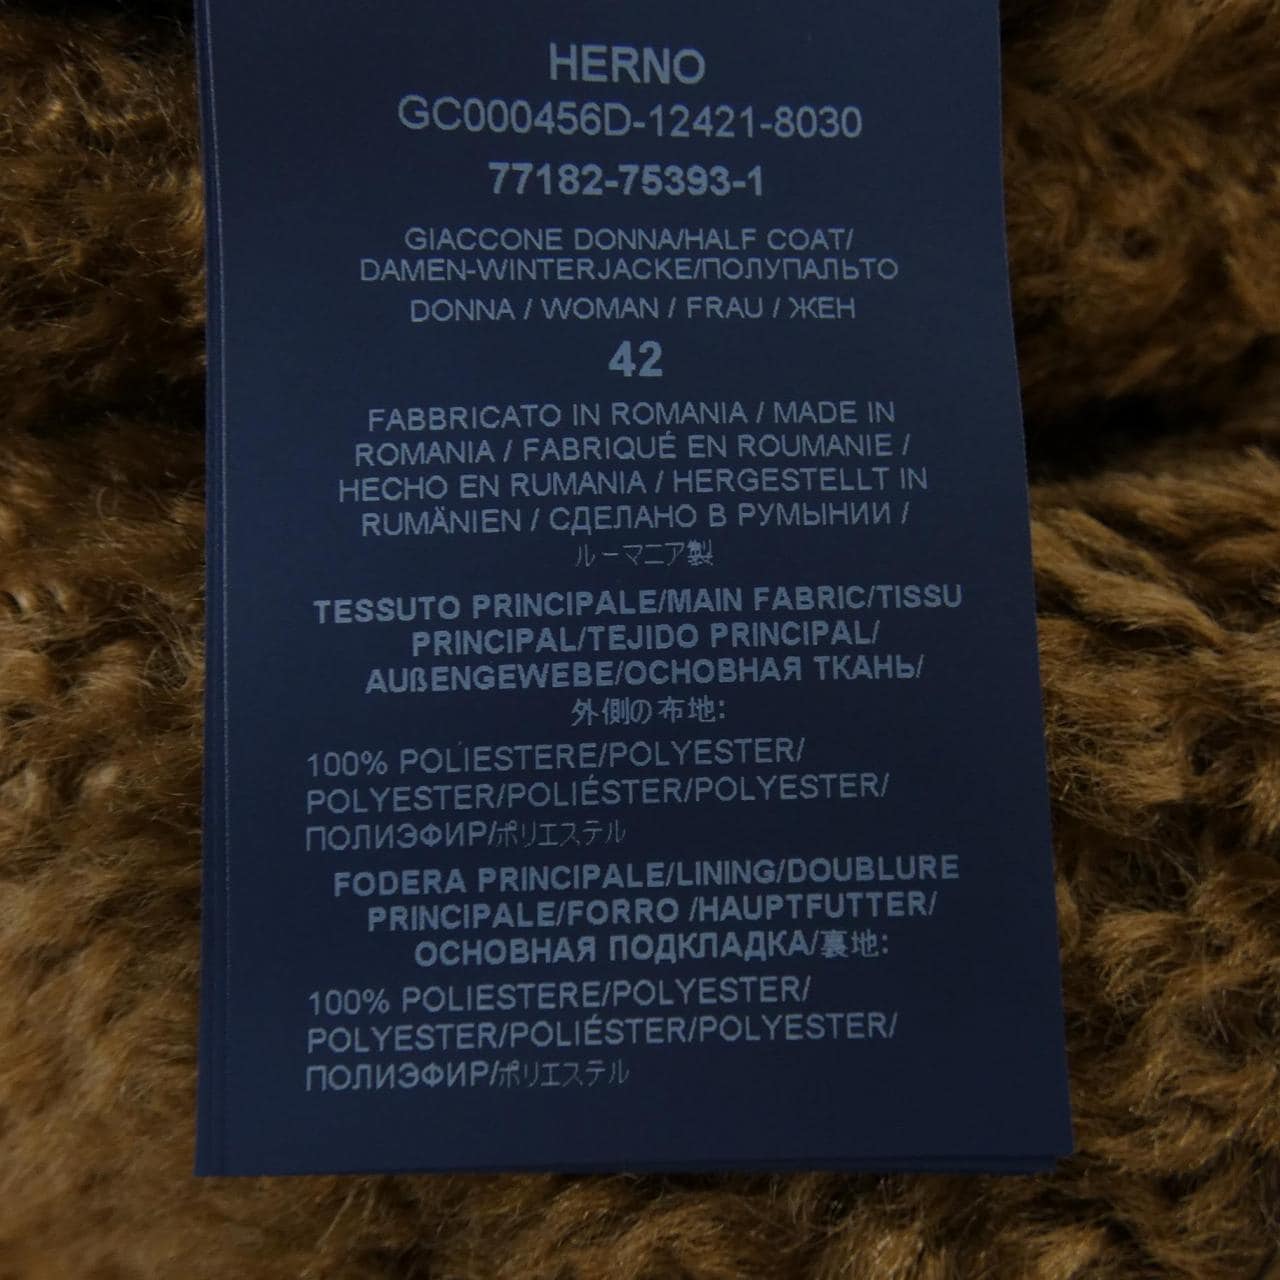 HERNO
GC000456D-12421-8030
77182-75393-1
GIACCONE DONNA/HALF COAT/
DAMEN-WINTERJACKE/ПОЛУПАЛЬТО
DONNA / WOMAN / FRAU / ЖЕН
42
FABBRICATO IN ROMANIA / MADE IN
ROMANIA / FABRIQUÉ EN ROUMANIE /
HECHO EN RUMANIA / HERGESTELLT IN
RUMÄNIEN / СДЕЛАНО В РУМЫНИИ /
ルーマニア製
TESSUTO PRINCIPALE/MAIN FABRIC/TISSU
PRINCIPAL/TEJIDO PRINCIPAL/
AUßENGEWEBE/ОСНОВНАЯ ТКАНЬ/
外側の布地:
100% POLIESTERE/POLYESTER/
POLYESTER/POLIÉSTER/POLYESTER/
ПОЛИЭФИР/ポリエステル
FODERA PRINCIPALE/LINING/DOUBLURE
PRINCIPALE/FORRO /HAUPTFUTTER/
ОСНОВНАЯ ПОДКЛАДКА/裏地:
100% POLIESTERE/POLYESTER/
POLYESTER/POLIÉSTER/POLYESTER/
ПОЛИЭФИР/ポリエステル